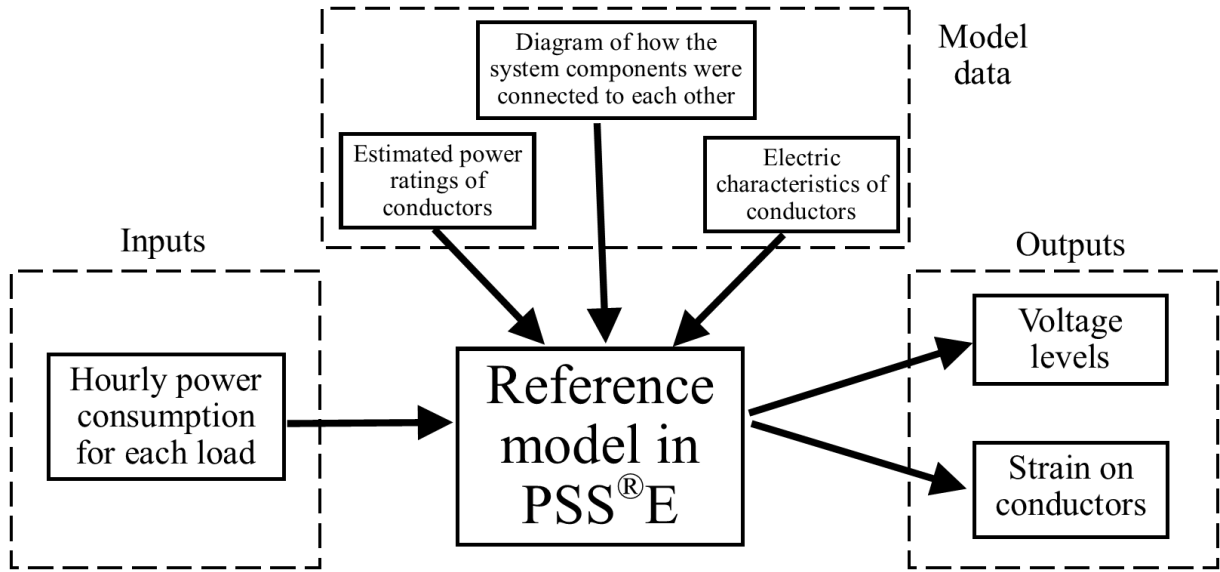 Model
data
Diagram of how the
system components were
connected to each other
Estimated power
ratings of
conductors
Electric
characteristics of
conductors
Inputs
Hourly power
consumption
for each load
Reference
model in
PSS®E
Outputs
Voltage
levels
Strain on
conductors